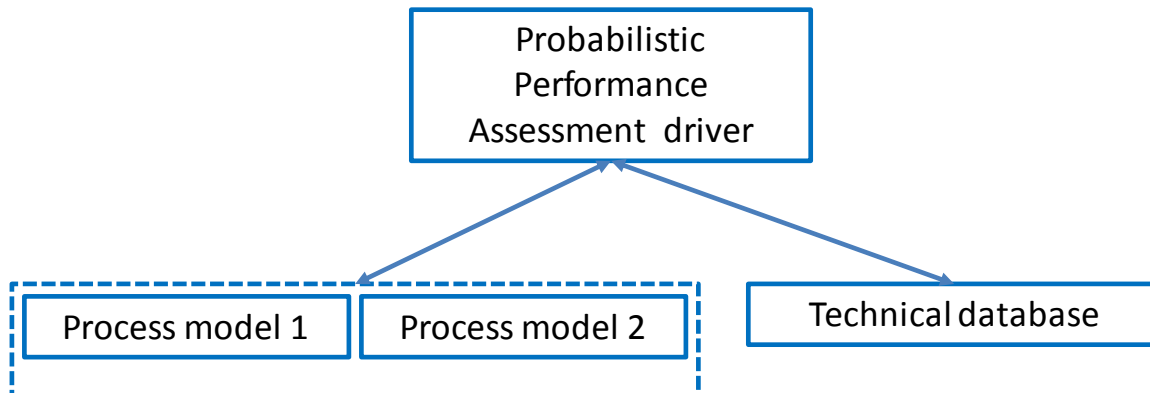 Probabilistic
Performance
Assessment driver
Process model 1
Process model 2
Technical database